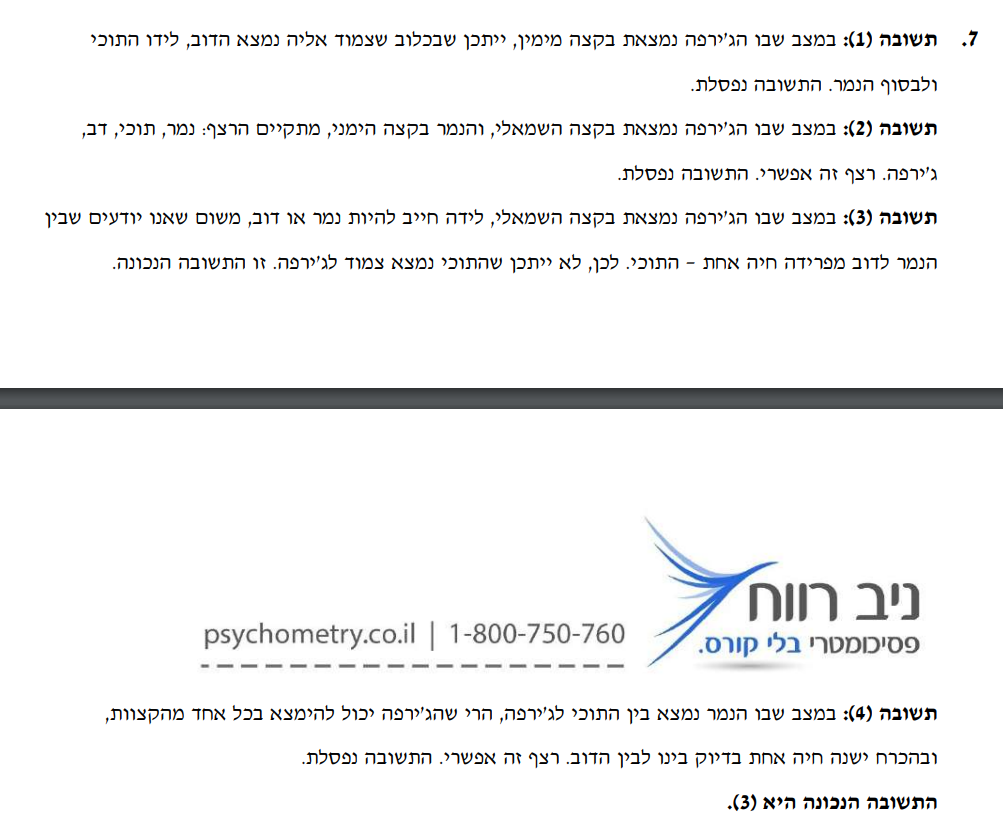 7. תשובה (1): במצב שבו הג'ירפה נמצאת בקצה מימין, ייתכן שבכלוב שצמוד אליה נמצא הדוב, לידו התוכי
ולבסוף הנמר. התשובה נפסלת.
תשובה (2): במצב שבו הג'ירפה נמצאת בקצה השמאלי, והנמר בקצה הימני, מתקיים הרצף: נמר, תוכי, דב,
ג'ירפה. רצף זה אפשרי. התשובה נפסלת.
תשובה (3): במצב שבו הג'ירפה נמצאת בקצה השמאלי, לידה חייב להיות נמר או דוב, משום שאנו יודעים שבין
הנמר לדוב מפרידה חיה אחת – התוכי. לכן, לא ייתכן שהתוכי נמצא צמוד לג'ירפה. זו התשובה הנכונה.
ניב רווח
פסיכומטרי בלי קורס.
psychometry.co.il | 1-800-750-760
תשובה (4): במצב שבו הנמר נמצא בין התוכי לג'ירפה, הרי שהג'ירפה יכול להימצא בכל אחד מהקצוות,
ובהכרח ישנה חיה אחת בדיוק בינו לבין הדוב. רצף זה אפשרי. התשובה נפסלת.
התשובה הנכונה היא (3).